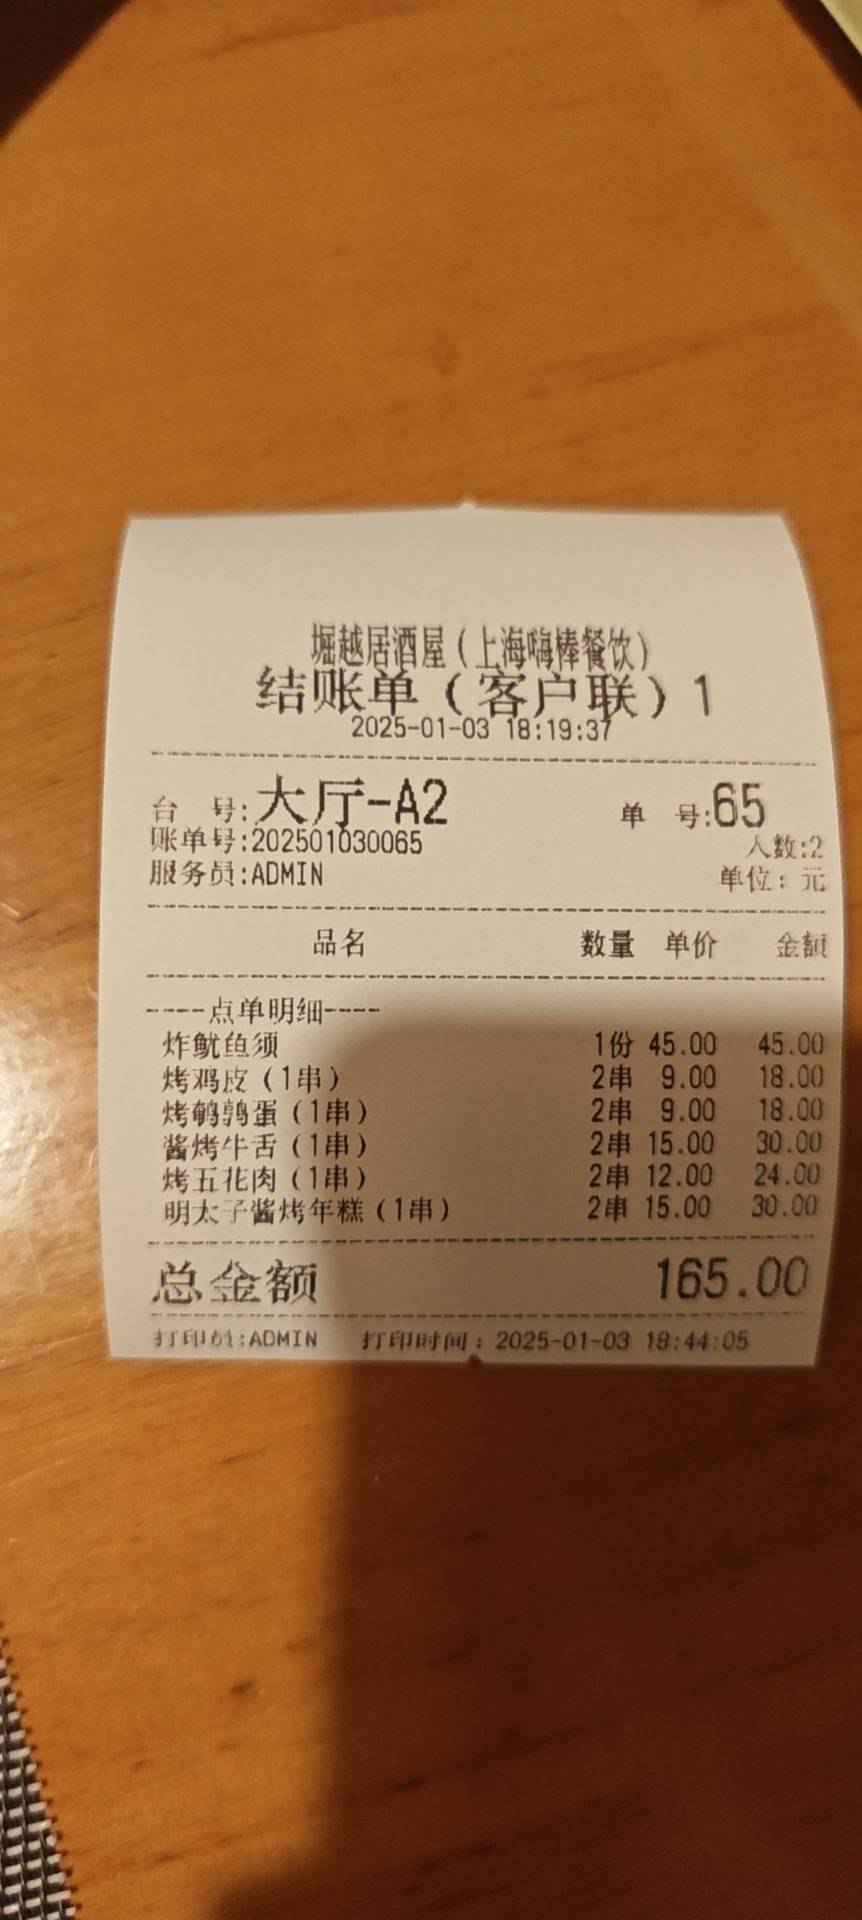 堀越居酒屋（上海嗨棒餐饮）
结账单（客户联）1
2025-01-03 18:19:37
台 号:大厅-A2 单 号:65
账单号:202501030065 人数:2
服务员:ADMIN 单位：元
品名 数量 单价 金额
----点单明细----
炸鱿鱼须 1份 45.00 45.00
烤鸡皮（1串） 2串 9.00 18.00
烤鹌鹑蛋（1串） 2串 9.00 18.00
酱烤牛舌（1串） 2串 15.00 30.00
烤五花肉（1串） 2串 12.00 24.00
明太子酱烤年糕（1串） 2串 15.00 30.00
总金额 165.00
打印员:ADMIN 打印时间：2025-01-03 18:44:05